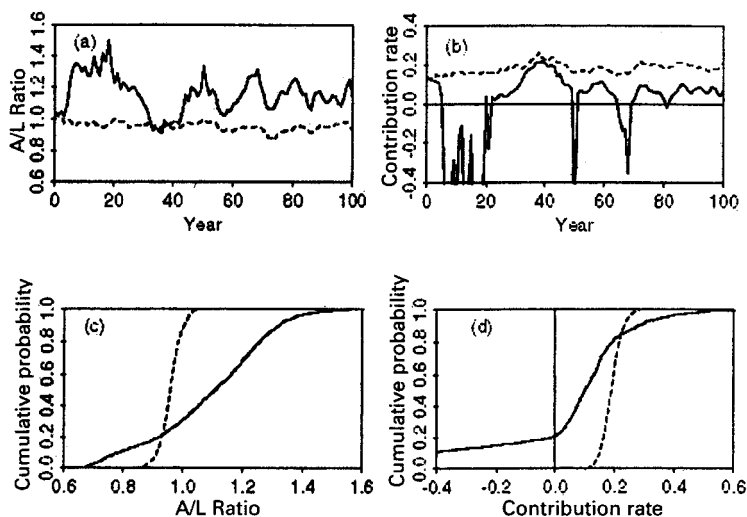 (a)
A/L Ratio
0.6 0.8 1.0 1.2 1.4 1.6
0 20 40 60 80 100
Year
(b)
Contribution rate
-0.4 -0.2 0.0 0.2 0.4
0 20 40 60 80 100
Year
(c)
Cumulative probability
0.0 0.2 0.4 0.6 0.8 1.0
0.6 0.8 1.0 1.2 1.4 1.6
A/L Ratio
(d)
Cumulative probability
0.0 0.2 0.4 0.6 0.8 1.0
-0.4 -0.2 0.0 0.2 0.4 0.6
Contribution rate